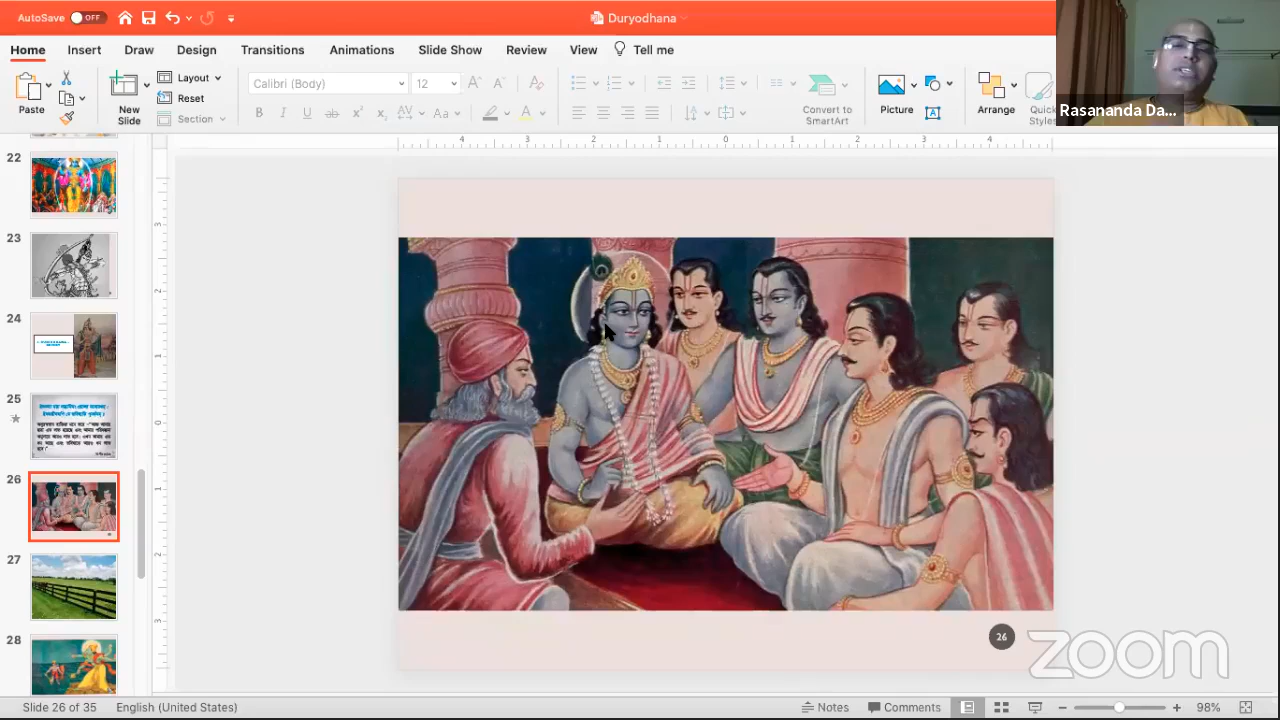 AutoSave OFF
Duryodhana
Home Insert Draw Design Transitions Animations Slide Show Review View Tell me
Paste
New Slide
Layout
Reset
Section
Calibri (Body)
12
Convert to SmartArt
Picture
Arrange
Quick Styles
Rasananda Da...
22
23
24
25
26
27
28
26
zoom
Slide 26 of 35
English (United States)
Notes
Comments
98%